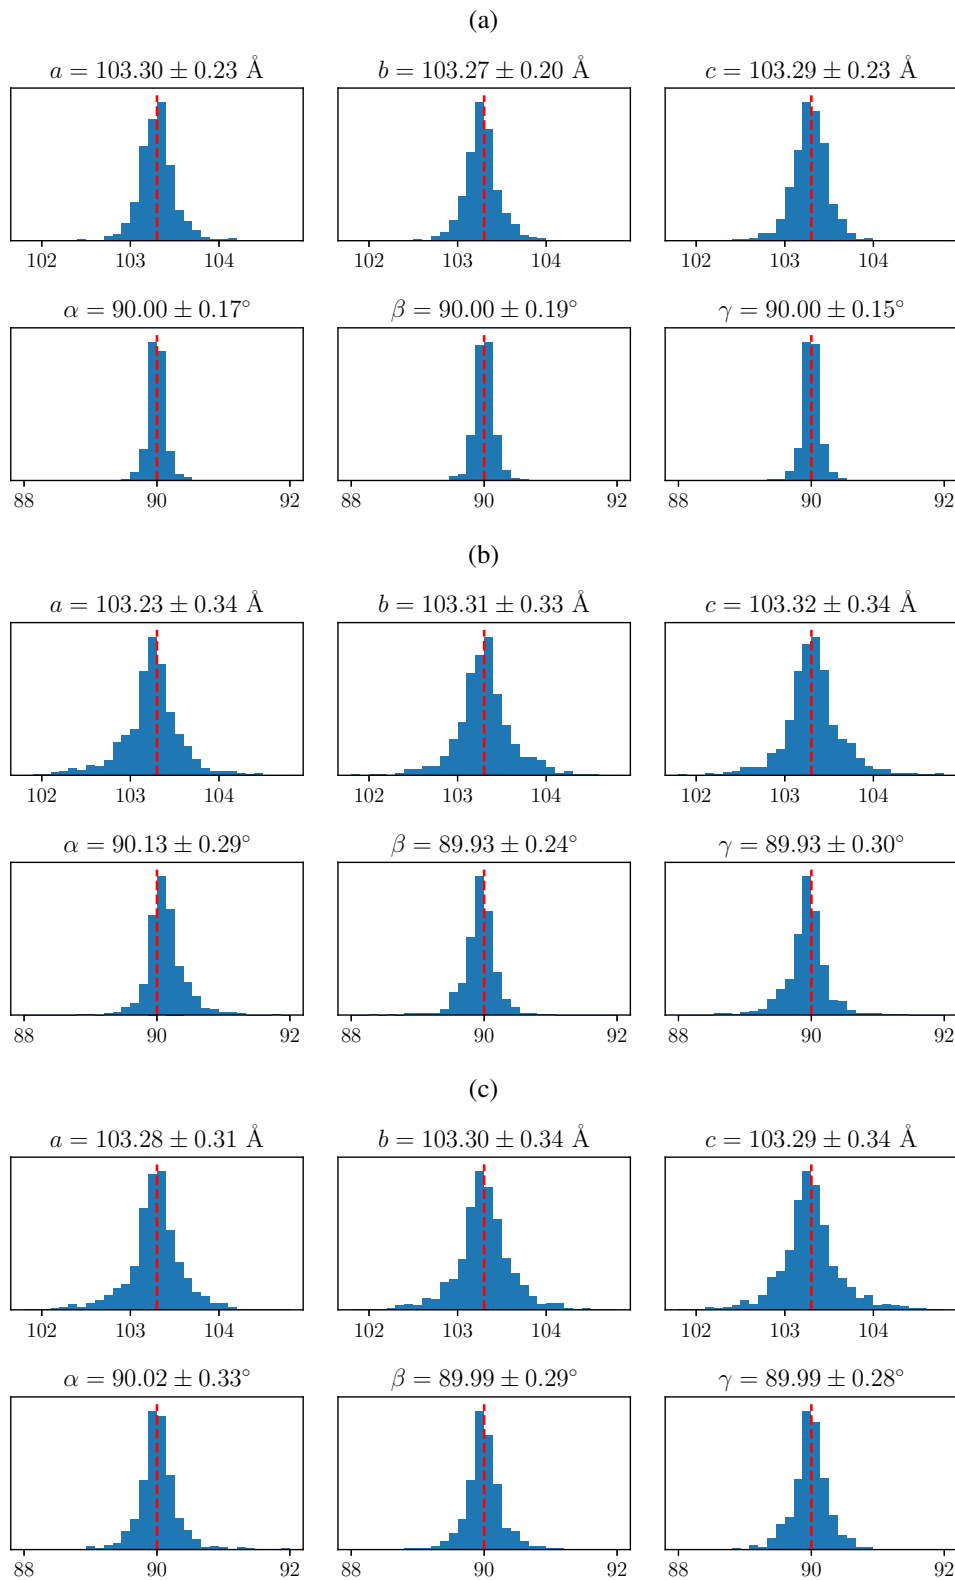 (a)
a = 103.30 ± 0.23 Å b = 103.27 ± 0.20 Å c = 103.29 ± 0.23 Å
102 103 104 102 103 104 102 103 104
α = 90.00 ± 0.17° β = 90.00 ± 0.19° γ = 90.00 ± 0.15°
88 90 92 88 90 92 88 90 92
(b)
a = 103.23 ± 0.34 Å b = 103.31 ± 0.33 Å c = 103.32 ± 0.34 Å
102 103 104 102 103 104 102 103 104
α = 90.13 ± 0.29° β = 89.93 ± 0.24° γ = 89.93 ± 0.30°
88 90 92 88 90 92 88 90 92
(c)
a = 103.28 ± 0.31 Å b = 103.30 ± 0.34 Å c = 103.29 ± 0.34 Å
102 103 104 102 103 104 102 103 104
α = 90.02 ± 0.33° β = 89.99 ± 0.29° γ = 89.99 ± 0.28°
88 90 92 88 90 92 88 90 92